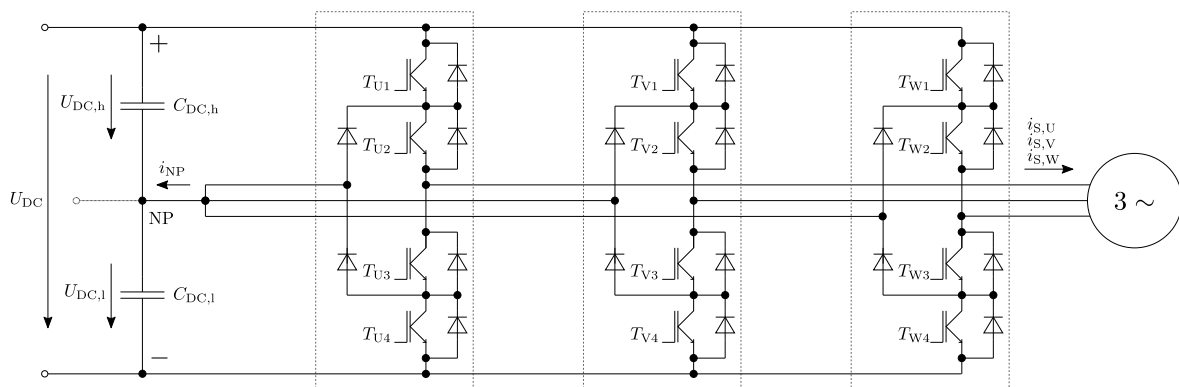 +
T_U1 T_V1 T_W1
U_DC,h C_DC,h
i_S,U
i_S,V
i_S,W
T_U2 T_V2 T_W2
i_NP
U_DC
NP
3 ∼
T_U3 T_V3 T_W3
U_DC,l C_DC,l
T_U4 T_V4 T_W4
−